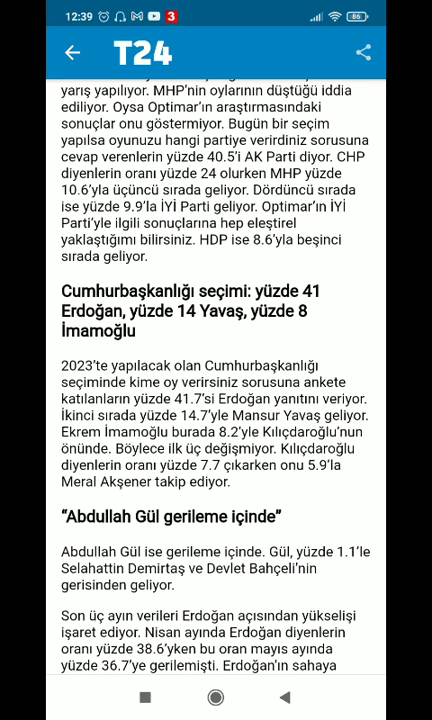 12:39
3
86
T24
yarış yapılıyor. MHP'nin oylarının düştüğü iddia
ediliyor. Oysa Optimar'ın araştırmasındaki
sonuçlar onu göstermiyor. Bugün bir seçim
yapılsa oyunuzu hangi partiye verirdiniz sorusuna
cevap verenlerin yüzde 40.5'i AK Parti diyor. CHP
diyenlerin oranı yüzde 24 olurken MHP yüzde
10.6'yla üçüncü sırada geliyor. Dördüncü sırada
ise yüzde 9.9'la İYİ Parti geliyor. Optimar'ın İYİ
Parti'yle ilgili sonuçlarına hep eleştirel
yaklaştığımı bilirsiniz. HDP ise 8.6'yla beşinci
sırada geliyor.
Cumhurbaşkanlığı seçimi: yüzde 41
Erdoğan, yüzde 14 Yavaş, yüzde 8
İmamoğlu
2023'te yapılacak olan Cumhurbaşkanlığı
seçiminde kime oy verirsiniz sorusuna ankete
katılanların yüzde 41.7'si Erdoğan yanıtını veriyor.
İkinci sırada yüzde 14.7'yle Mansur Yavaş geliyor.
Ekrem İmamoğlu burada 8.2'yle Kılıçdaroğlu'nun
önünde. Böylece ilk üç değişmiyor. Kılıçdaroğlu
diyenlerin oranı yüzde 7.7 çıkarken onu 5.9'la
Meral Akşener takip ediyor.
“Abdullah Gül gerileme içinde”
Abdullah Gül ise gerileme içinde. Gül, yüzde 1.1'le
Selahattin Demirtaş ve Devlet Bahçeli'nin
gerisinden geliyor.
Son üç ayın verileri Erdoğan açısından yükselişi
işaret ediyor. Nisan ayında Erdoğan diyenlerin
oranı yüzde 38.6'yken bu oran mayıs ayında
yüzde 36.7'ye gerilemişti. Erdoğan'ın sahaya